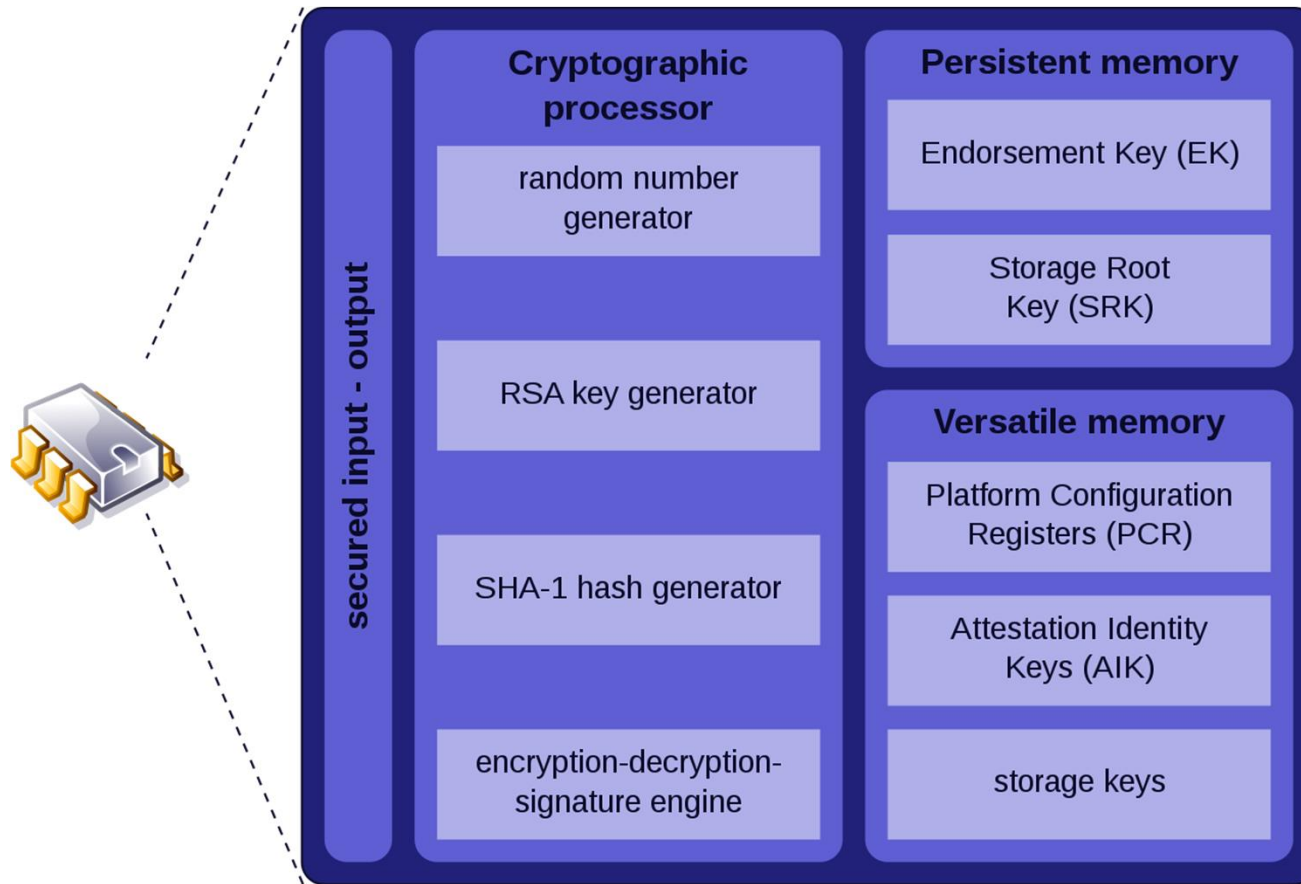 secured input - output
Cryptographic
processor
random number
generator
RSA key generator
SHA-1 hash generator
encryption-decryption-
signature engine
Persistent memory
Endorsement Key (EK)
Storage Root
Key (SRK)
Versatile memory
Platform Configuration
Registers (PCR)
Attestation Identity
Keys (AIK)
storage keys